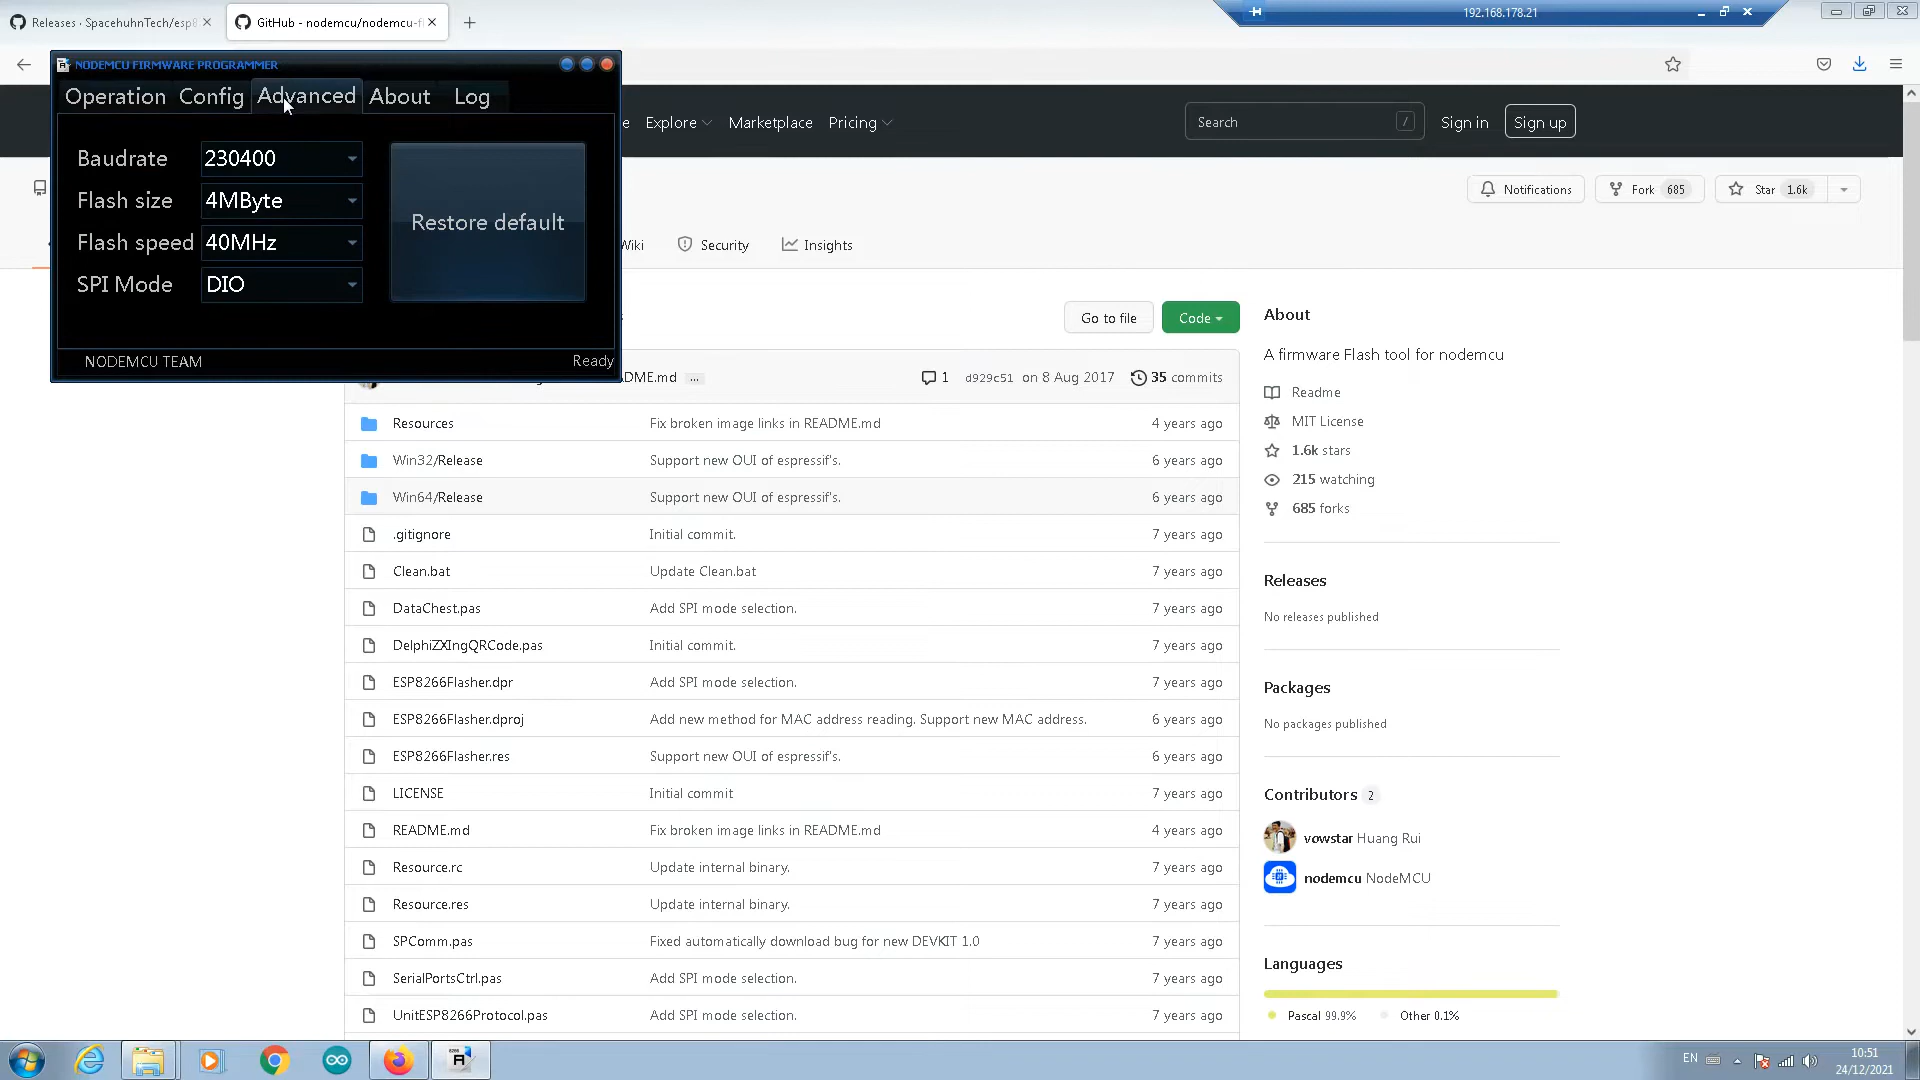 Releases · SpacehuhnTech/esp8
GitHub - nodemcu/nodemcu-fl
192.168.178.21
NODEMCU FIRMWARE PROGRAMMER
Operation Config Advanced About Log
Baudrate 230400
Flash size 4MByte
Flash speed 40MHz
SPI Mode DIO
Restore default
NODEMCU TEAM Ready
e Explore Marketplace Pricing Search / Sign in Sign up
Notifications Fork 685 Star 1.6k
Wiki Security Insights
Go to file Code
DME.md ... 1 d929c51 on 8 Aug 2017 35 commits
Resources Fix broken image links in README.md 4 years ago
Win32/Release Support new OUI of espressif's. 6 years ago
Win64/Release Support new OUI of espressif's. 6 years ago
.gitignore Initial commit. 7 years ago
Clean.bat Update Clean.bat 7 years ago
DataChest.pas Add SPI mode selection. 7 years ago
DelphiZXIngQRCode.pas Initial commit. 7 years ago
ESP8266Flasher.dpr Add SPI mode selection. 7 years ago
ESP8266Flasher.dproj Add new method for MAC address reading. Support new MAC address. 6 years ago
ESP8266Flasher.res Support new OUI of espressif's. 6 years ago
LICENSE Initial commit 7 years ago
README.md Fix broken image links in README.md 4 years ago
Resource.rc Update internal binary. 7 years ago
Resource.res Update internal binary. 7 years ago
SPComm.pas Fixed automatically download bug for new DEVKIT 1.0 7 years ago
SerialPortsCtrl.pas Add SPI mode selection. 7 years ago
UnitESP8266Protocol.pas Add SPI mode selection. 7 years ago
About
A firmware Flash tool for nodemcu
Readme
MIT License
1.6k stars
215 watching
685 forks
Releases
No releases published
Packages
No packages published
Contributors 2
vowstar Huang Rui
nodemcu NodeMCU
Languages
Pascal 99.9% Other 0.1%
EN
10:51
24/12/2021